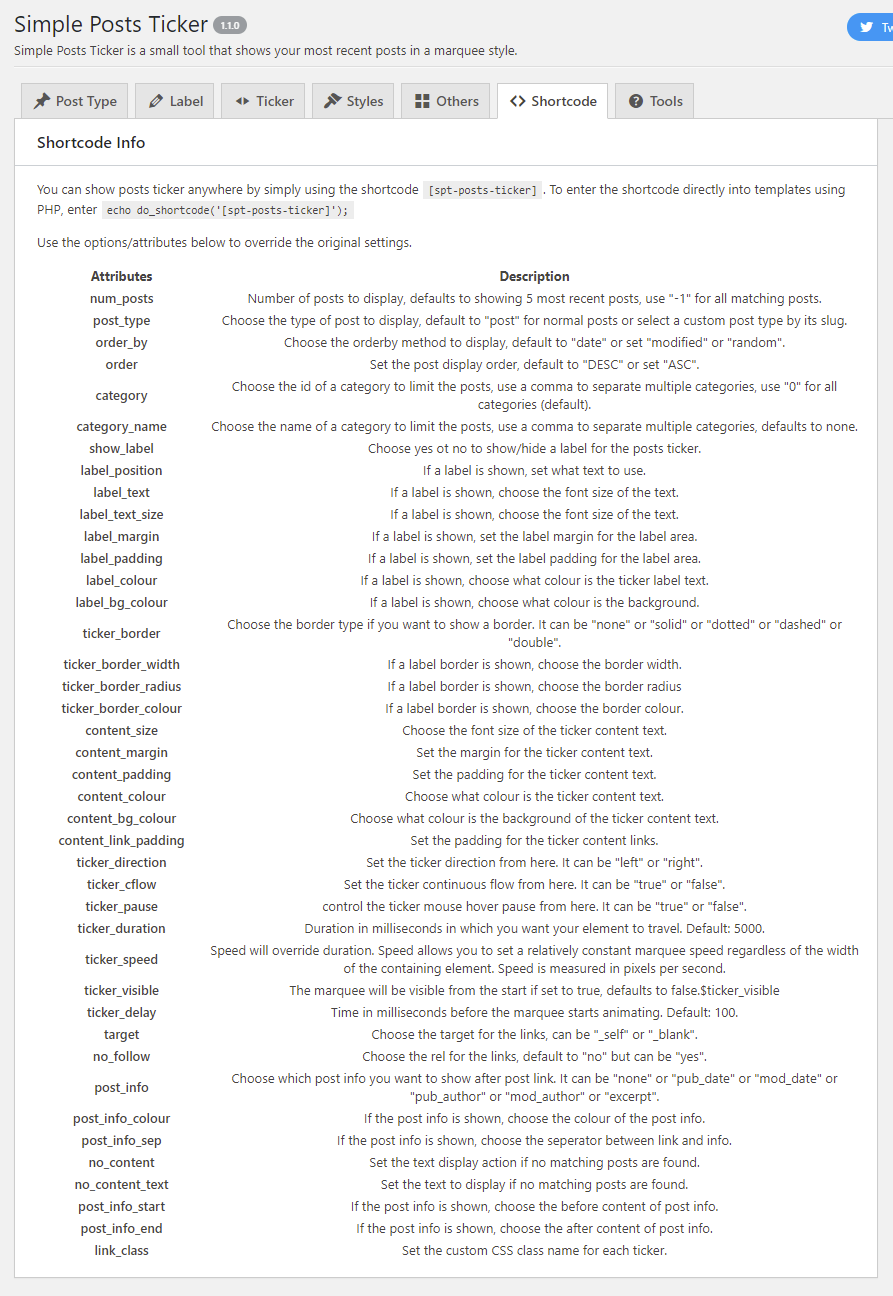 Simple Posts Ticker 1.1.0
Simple Posts Ticker is a small tool that shows your most recent posts in a marquee style.
Tw
Post Type Label Ticker Styles Others Shortcode Tools
Shortcode Info
You can show posts ticker anywhere by simply using the shortcode [spt-posts-ticker] . To enter the shortcode directly into templates using
PHP, enter echo do_shortcode('[spt-posts-ticker]');
Use the options/attributes below to override the original settings.
Attributes Description
num_posts Number of posts to display, defaults to showing 5 most recent posts, use "-1" for all matching posts.
post_type Choose the type of post to display, default to "post" for normal posts or select a custom post type by its slug.
order_by Choose the orderby method to display, default to "date" or set "modified" or "random".
order Set the post display order, default to "DESC" or set "ASC".
category Choose the id of a category to limit the posts, use a comma to separate multiple categories, use "0" for all
categories (default).
category_name Choose the name of a category to limit the posts, use a comma to separate multiple categories, defaults to none.
show_label Choose yes ot no to show/hide a label for the posts ticker.
label_position If a label is shown, set what text to use.
label_text If a label is shown, choose the font size of the text.
label_text_size If a label is shown, choose the font size of the text.
label_margin If a label is shown, set the label margin for the label area.
label_padding If a label is shown, set the label padding for the label area.
label_colour If a label is shown, choose what colour is the ticker label text.
label_bg_colour If a label is shown, choose what colour is the background.
ticker_border Choose the border type if you want to show a border. It can be "none" or "solid" or "dotted" or "dashed" or
"double".
ticker_border_width If a label border is shown, choose the border width.
ticker_border_radius If a label border is shown, choose the border radius
ticker_border_colour If a label border is shown, choose the border colour.
content_size Choose the font size of the ticker content text.
content_margin Set the margin for the ticker content text.
content_padding Set the padding for the ticker content text.
content_colour Choose what colour is the ticker content text.
content_bg_colour Choose what colour is the background of the ticker content text.
content_link_padding Set the padding for the ticker content links.
ticker_direction Set the ticker direction from here. It can be "left" or "right".
ticker_cflow Set the ticker continuous flow from here. It can be "true" or "false".
ticker_pause control the ticker mouse hover pause from here. It can be "true" or "false".
ticker_duration Duration in milliseconds in which you want your element to travel. Default: 5000.
ticker_speed Speed will override duration. Speed allows you to set a relatively constant marquee speed regardless of the width
of the containing element. Speed is measured in pixels per second.
ticker_visible The marquee will be visible from the start if set to true, defaults to false.$ticker_visible
ticker_delay Time in milliseconds before the marquee starts animating. Default: 100.
target Choose the target for the links, can be "_self" or "_blank".
no_follow Choose the rel for the links, default to "no" but can be "yes".
post_info Choose which post info you want to show after post link. It can be "none" or "pub_date" or "mod_date" or
"pub_author" or "mod_author" or "excerpt".
post_info_colour If the post info is shown, choose the colour of the post info.
post_info_sep If the post info is shown, choose the seperator between link and info.
no_content Set the text display action if no matching posts are found.
no_content_text Set the text to display if no matching posts are found.
post_info_start If the post info is shown, choose the before content of post info.
post_info_end If the post info is shown, choose the after content of post info.
link_class Set the custom CSS class name for each ticker.